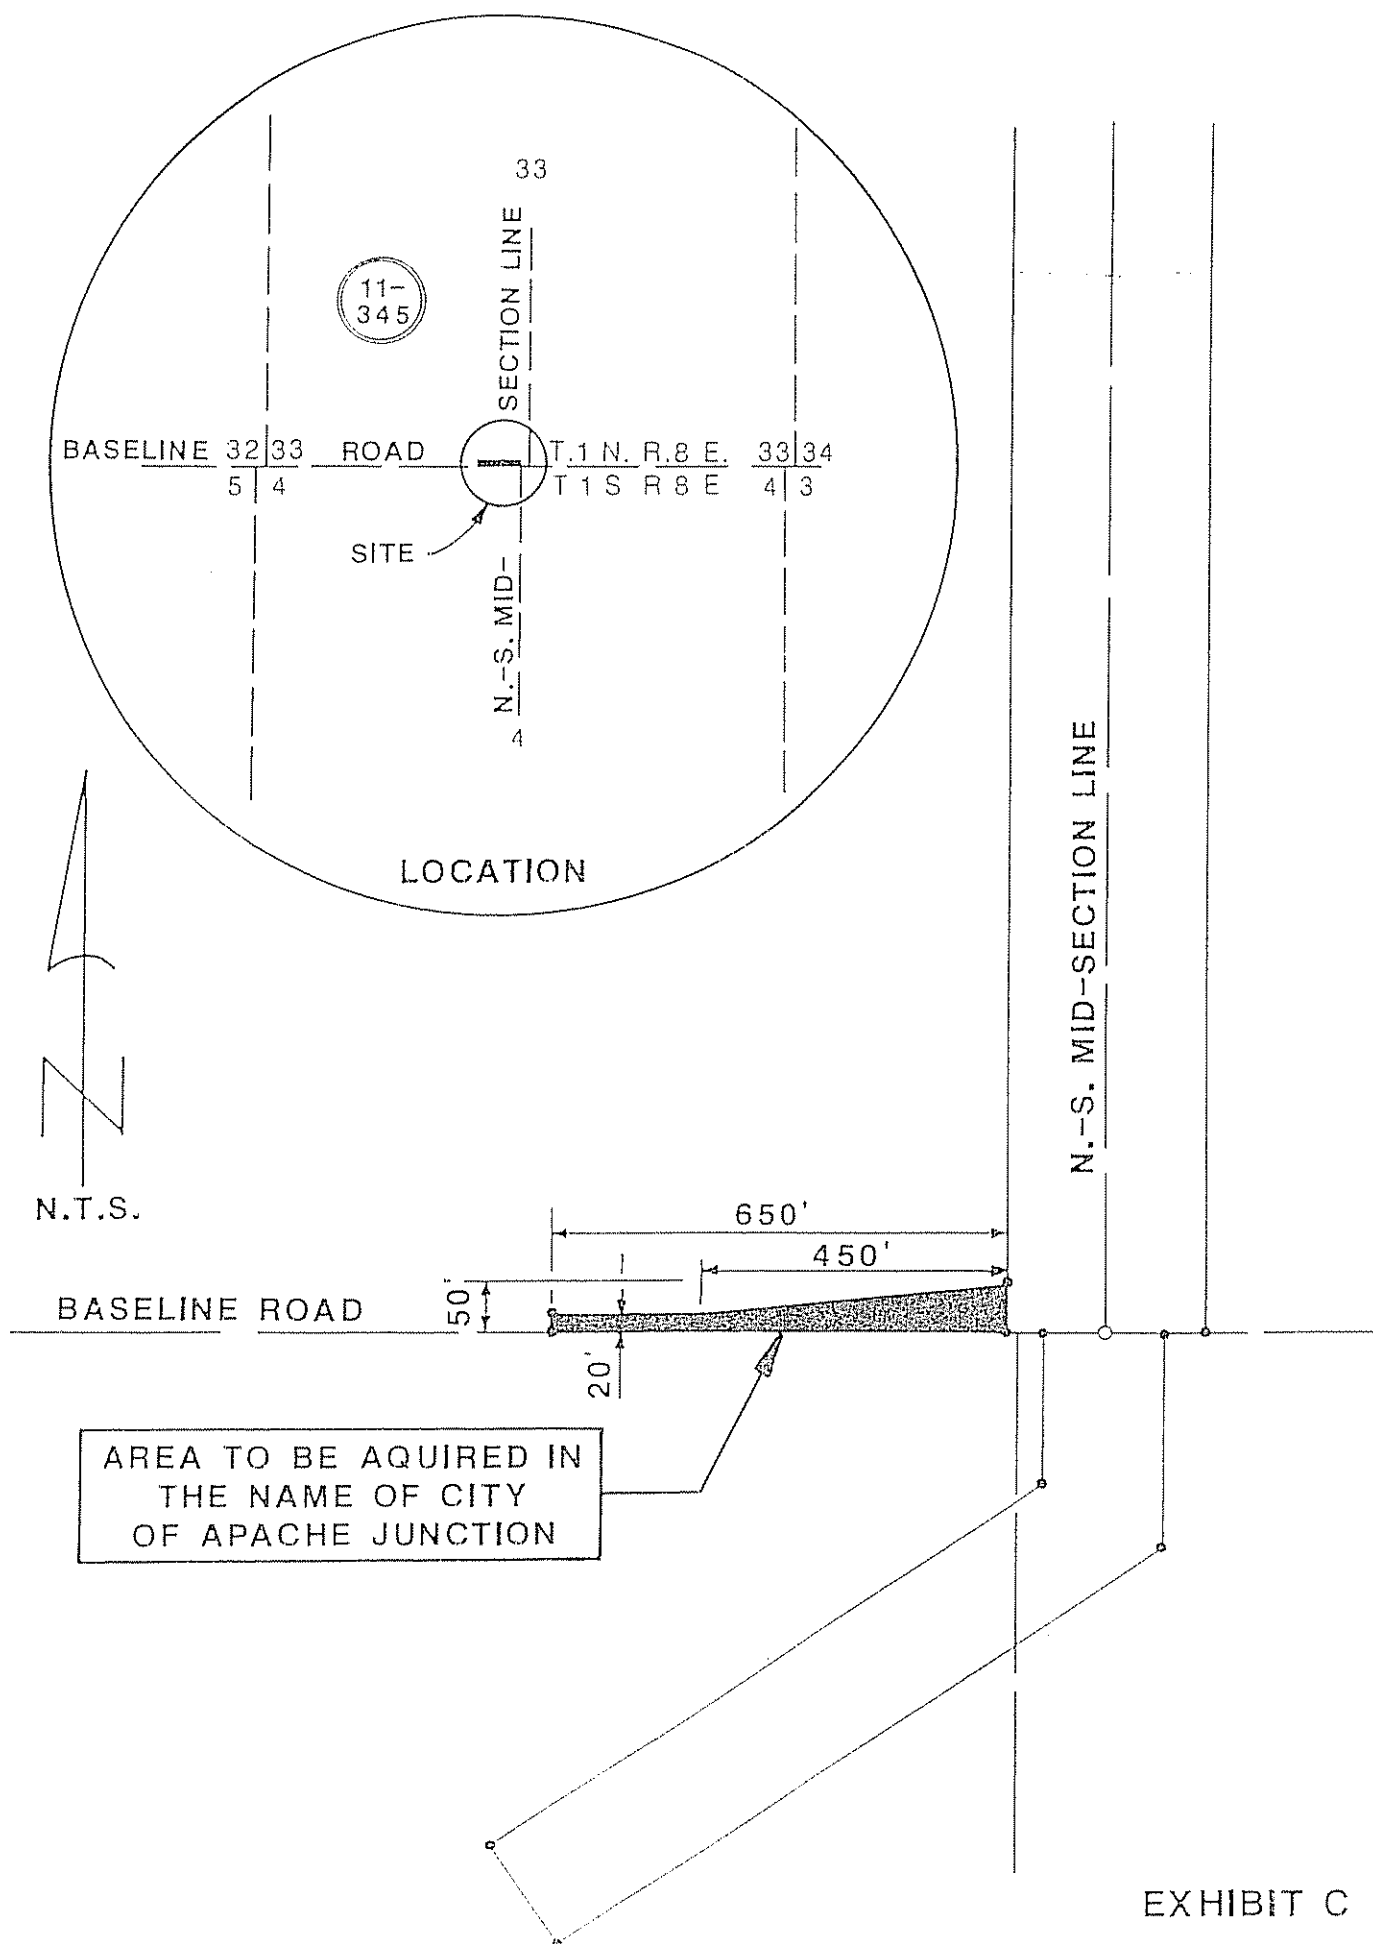 33
SECTION LINE
11-
345
BASELINE 32 33 ROAD T.1 N. R.8 E. 33 34
5 4 T 1 S R 8 E 4 3
SITE
N.-S. MID-
4
LOCATION
N.-S. MID-SECTION LINE
N
N.T.S.
650'
450'
50'
BASELINE ROAD
20'
AREA TO BE AQUIRED IN
THE NAME OF CITY
OF APACHE JUNCTION
EXHIBIT C